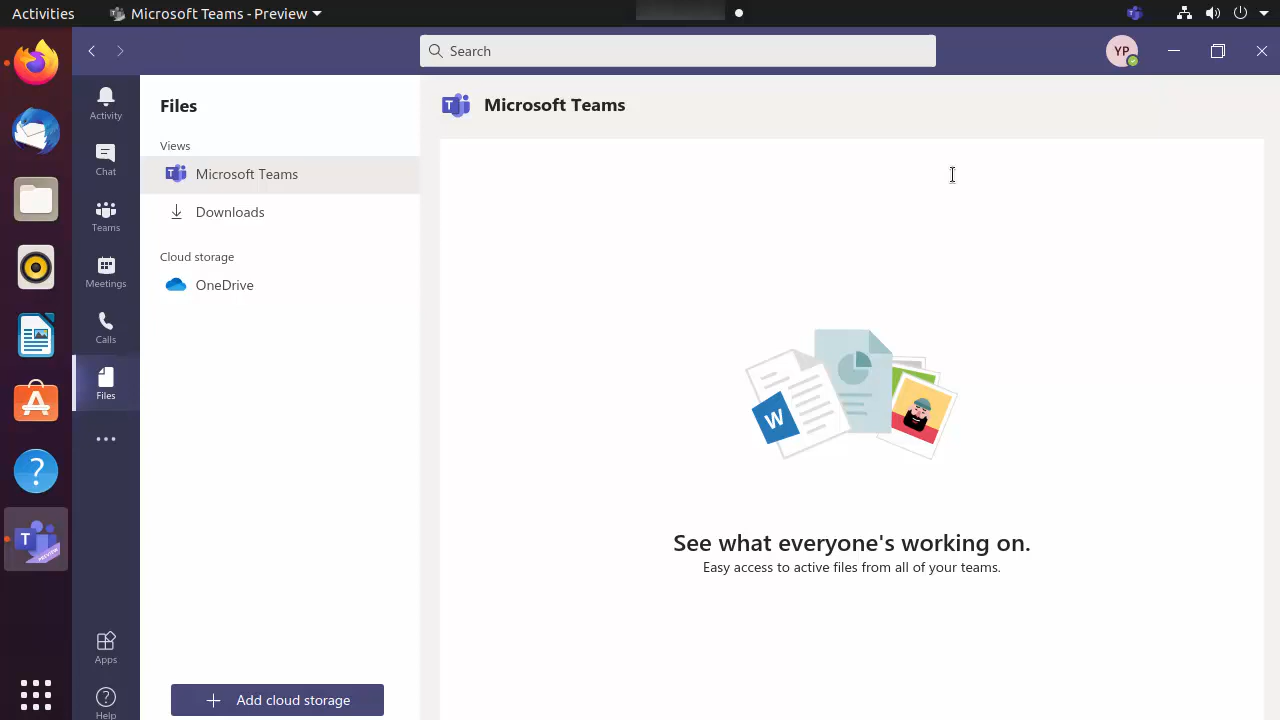 Activities
Microsoft Teams - Preview
Search
YP
Activity
Chat
Teams
Meetings
Calls
Files
Apps
Help
Files
Views
Microsoft Teams
Downloads
Cloud storage
OneDrive
Add cloud storage
Microsoft Teams
W
See what everyone's working on.
Easy access to active files from all of your teams.